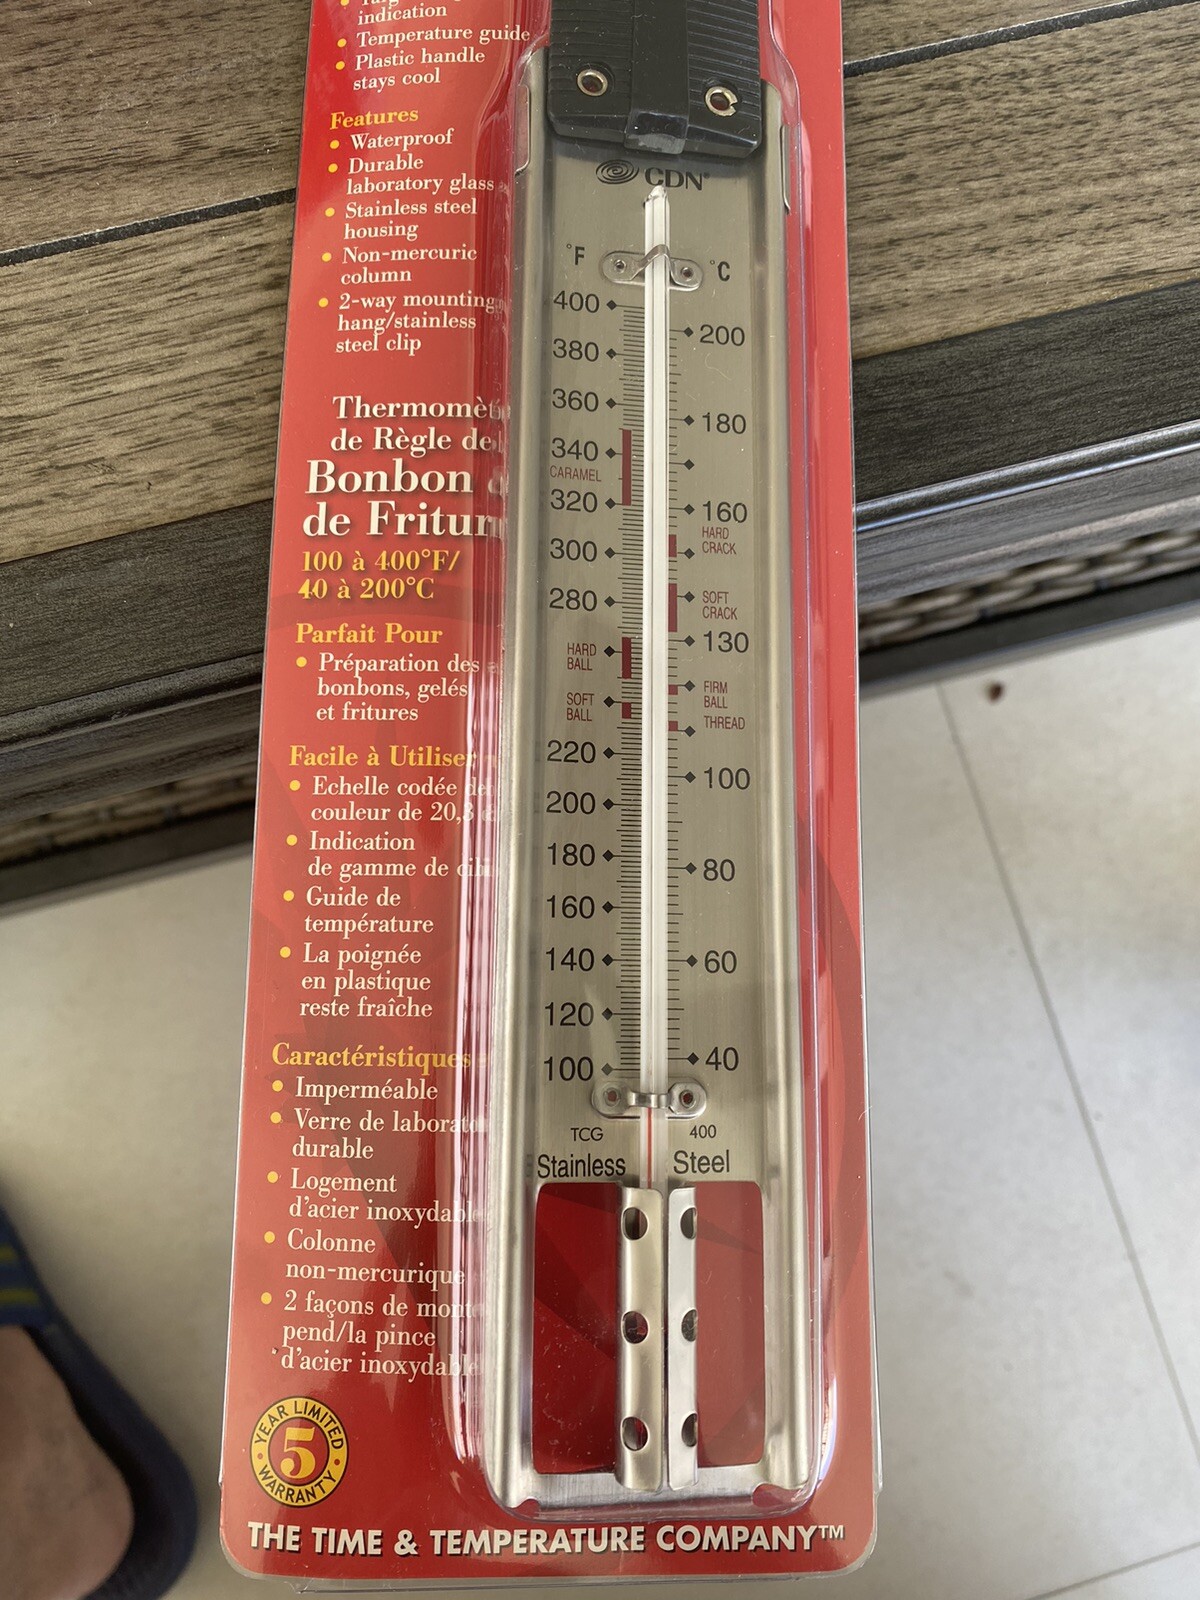 indication
Temperature guide
Plastic handle
stays cool
Features
Waterproof
Durable
laboratory glass
Stainless steel
housing
Non-mercuric
column
2-way mounting
hang/stainless
steel clip
de Règle de
Bonbon
100 à 400°F/
40 à 200°C
Parfait Pour
Préparation des
bonbons, gelés
et fritures
Facile à Utiliser
Echelle codée
couleur de 20,3
Indication
de gamme de
Guide de
température
La poignée
en plastique
reste fraîche
Caractéristiques
Imperméable
Verre de
durable
Logement
d'acier
Colonne
non-mercurique
2 façons de
pend/la pince
d'acier
5 YEAR LIMITED WARRANTY
CDN®
°F °C
400
200
380
360
180
340
CARAMEL
320
160
HARD
CRACK
300
280
SOFT
CRACK
130
HARD
BALL
FIRM
BALL
SOFT
BALL
THREAD
220
100
200
180
80
160
140
60
120
100
40
TCG 400
Stainless Steel
THE TIME & TEMPERATURE COMPANY™